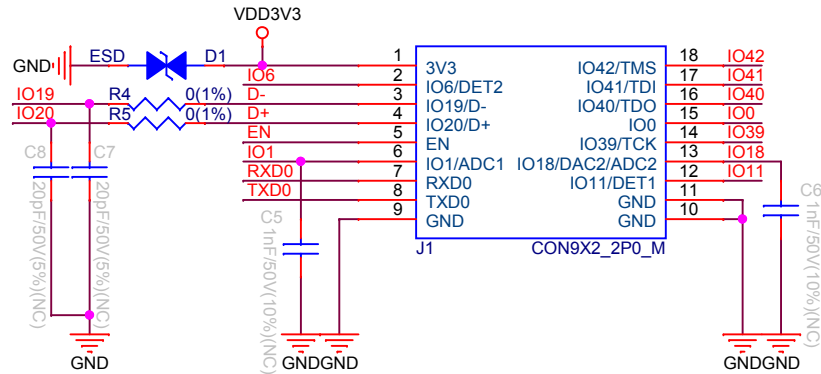 VDD3V3
GND
ESD
D1
1
3V3
IO42/TMS
18
IO42
IO6
2
IO6/DET2
IO41/TDI
17
IO41
IO19
R4
0(1%)
D-
3
IO19/D-
IO40/TDO
16
IO40
IO20
R5
0(1%)
D+
4
IO20/D+
IO0
15
IO0
EN
5
EN
IO39/TCK
14
IO39
IO1
6
IO1/ADC1
IO18/DAC2/ADC2
13
IO18
RXD0
7
RXD0
IO11/DET1
12
IO11
TXD0
8
TXD0
GND
11
9
GND
GND
10
C8
20pF/50V(5%)(NC)
C7
20pF/50V(5%)(NC)
C5
1nF/50V(10%)(NC)
C6
1nF/50V(10%)(NC)
J1
CON9X2_2P0_M
GND
GND
GND
GND
GND